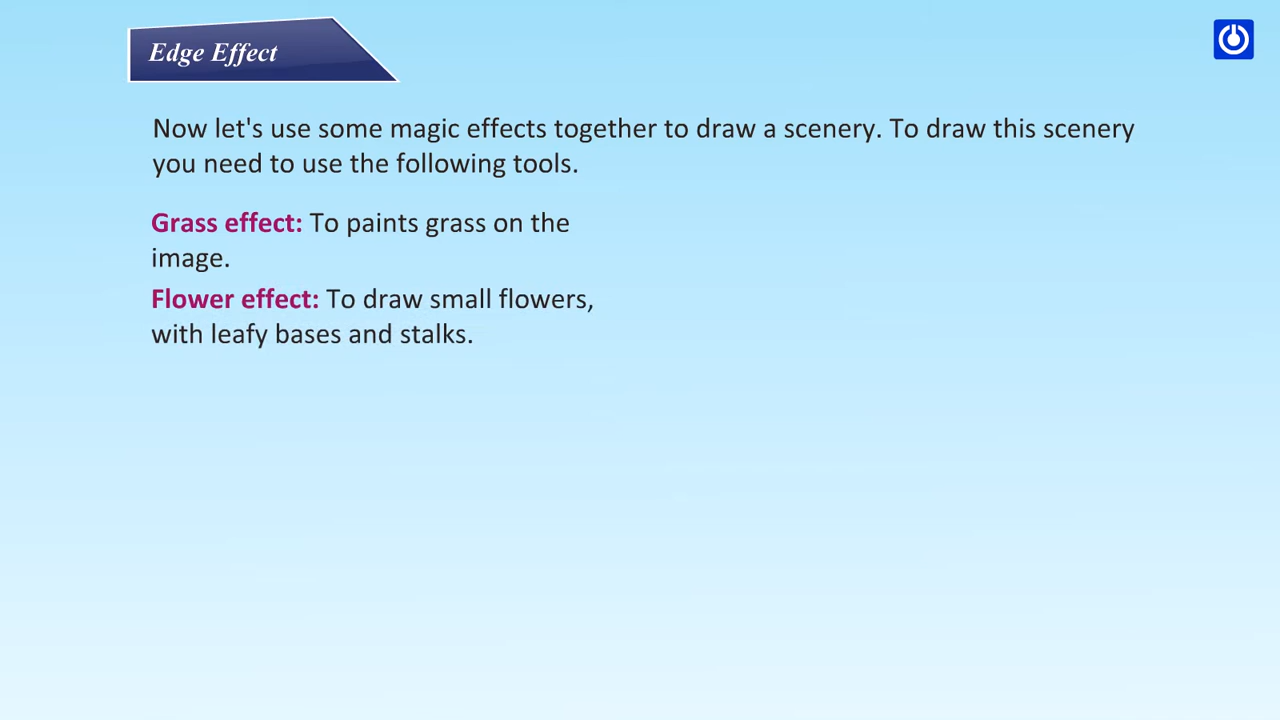 Edge Effect
Now let's use some magic effects together to draw a scenery. To draw this scenery
you need to use the following tools.
Grass effect: To paints grass on the
image.
Flower effect: To draw small flowers,
with leafy bases and stalks.